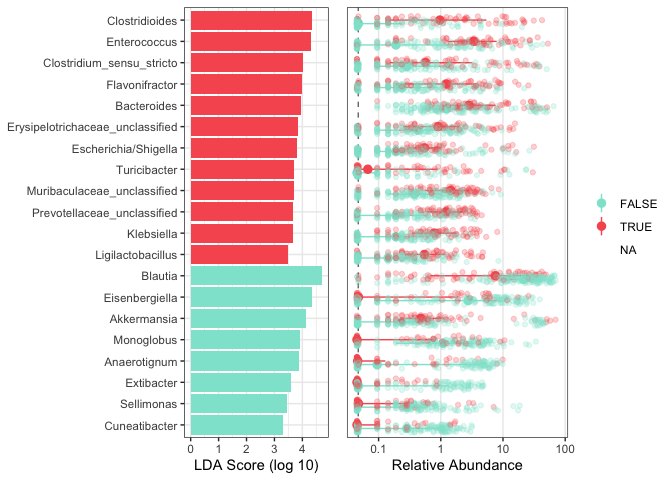 Clostridioides
Enterococcus
Clostridium_sensu_stricto
Flavonifractor
Bacteroides
Erysipelotrichaceae_unclassified
Escherichia/Shigella
Turicibacter
Muribaculaceae_unclassified
Prevotellaceae_unclassified
Klebsiella
Ligilactobacillus
Blautia
Eisenbergiella
Akkermansia
Monoglobus
Anaerotignum
Extibacter
Sellimonas
Cuneatibacter
0 1 2 3 4
LDA Score (log 10)
0.1 1 10 100
Relative Abundance
FALSE
TRUE
NA